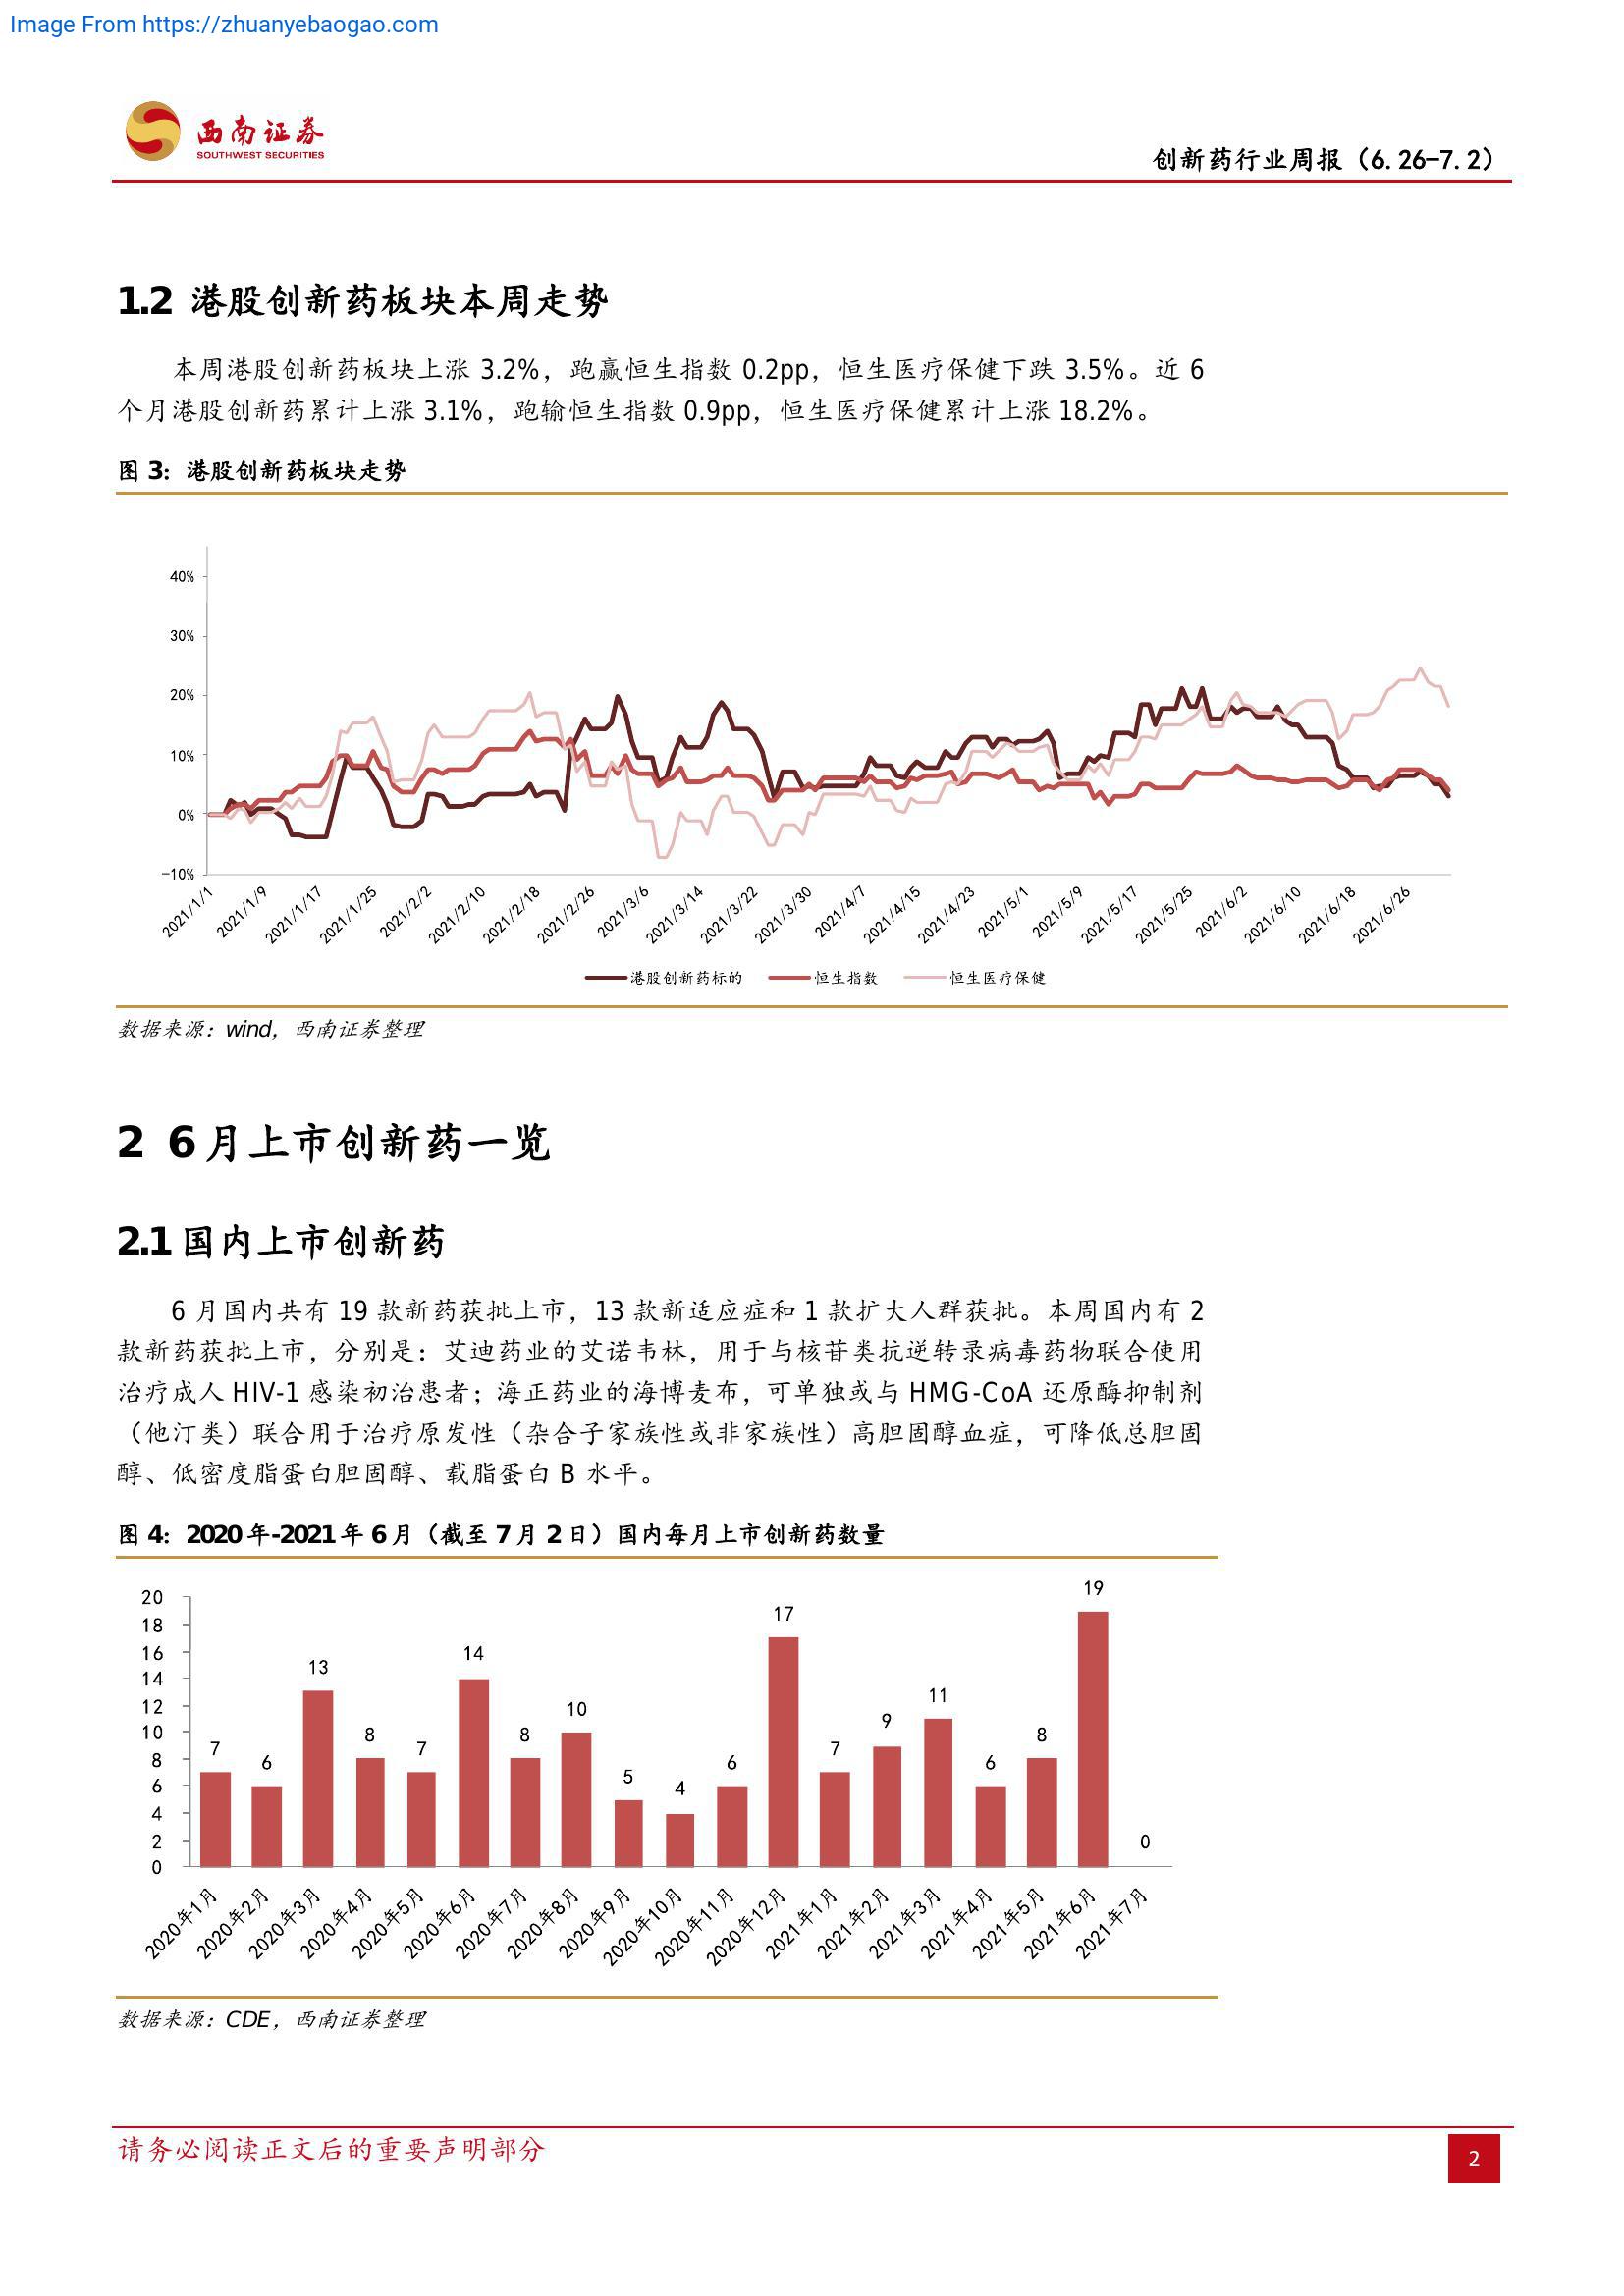 Image From https://zhuanyebaogao.com
西南证券
SOUTHWEST SECURITIES
创新药行业周报（6.26-7.2）
1.2 港股创新药板块本周走势
本周港股创新药板块上涨 3.2%，跑赢恒生指数 0.2pp，恒生医疗保健下跌 3.5%。近 6
个月港股创新药累计上涨 3.1%，跑输恒生指数 0.9pp，恒生医疗保健累计上涨 18.2%。
图 3：港股创新药板块走势
40%
30%
20%
10%
0%
-10%
2021/1/1 2021/1/9 2021/1/17 2021/1/25 2021/2/2 2021/2/10 2021/2/18 2021/2/26 2021/3/6 2021/3/14 2021/3/22 2021/3/30 2021/4/7 2021/4/15 2021/4/23 2021/5/1 2021/5/9 2021/5/17 2021/5/25 2021/6/2 2021/6/10 2021/6/18 2021/6/26
港股创新药标的 恒生指数 恒生医疗保健
数据来源：wind，西南证券整理
2 6 月上市创新药一览
2.1 国内上市创新药
6 月国内共有 19 款新药获批上市，13 款新适应症和 1 款扩大人群获批。本周国内有 2
款新药获批上市，分别是：艾迪药业的艾诺韦林，用于与核苷类抗逆转录病毒药物联合使用
治疗成人 HIV-1 感染初治患者；海正药业的海博麦布，可单独或与 HMG-CoA 还原酶抑制剂
（他汀类）联合用于治疗原发性（杂合子家族性或非家族性）高胆固醇血症，可降低总胆固
醇、低密度脂蛋白胆固醇、载脂蛋白 B 水平。
图 4：2020 年-2021 年 6 月（截至 7 月 2 日）国内每月上市创新药数量
20
18
16
14
12
10
8
6
4
2
0
7 6 13 8 7 14 8 10 5 4 6 17 7 9 11 6 8 19 0
2020年1月 2020年2月 2020年3月 2020年4月 2020年5月 2020年6月 2020年7月 2020年8月 2020年9月 2020年10月 2020年11月 2020年12月 2021年1月 2021年2月 2021年3月 2021年4月 2021年5月 2021年6月 2021年7月
数据来源：CDE，西南证券整理
请务必阅读正文后的重要声明部分
2